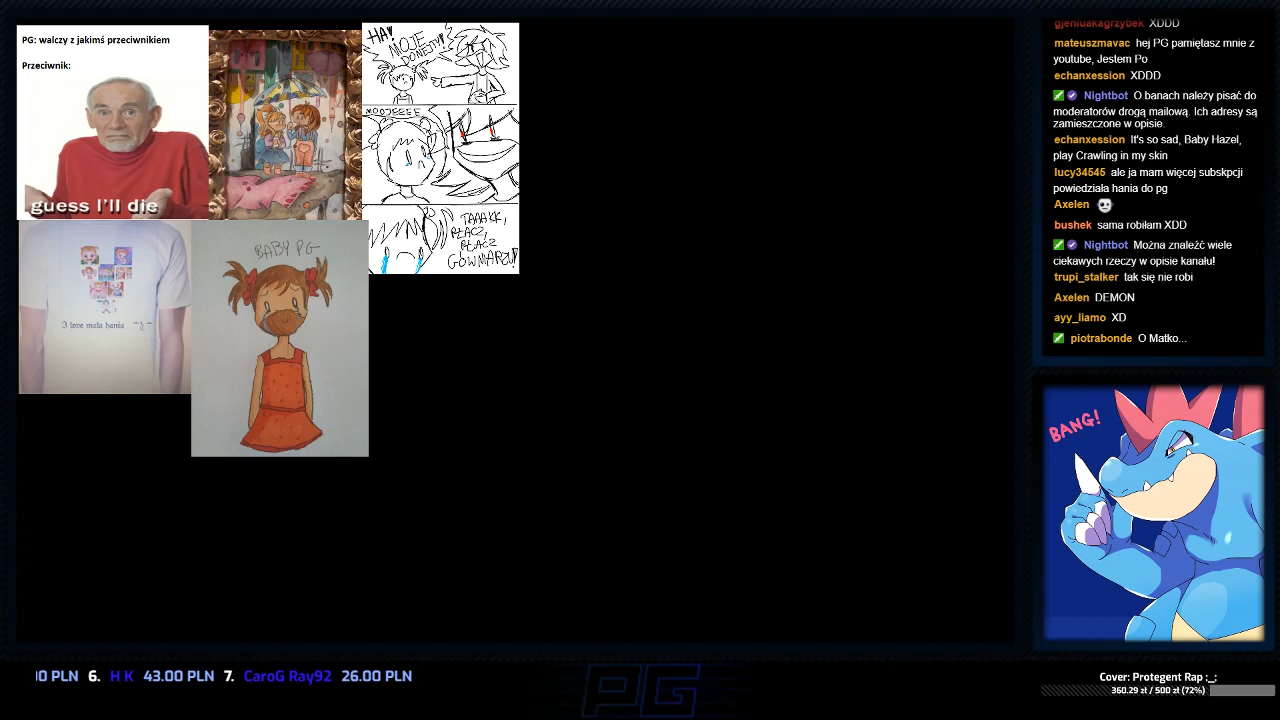 PG: walczy z jakimś przeciwnikiem
Przeciwnik:
guess I'll die
HA!
MOJE
DONEJTY!
TAAAKK,
PŁACZ,
PŁACZ
GÓWNIARZU!
I love mała hania
BABY PG
gjeniuakagrzybek XDDD
mateuszmavac hej PG pamiętasz mnie z
youtube, Jestem Po
echanxession XDDD
Nightbot O banach należy pisać do
moderatorów drogą mailową. Ich adresy są
zamieszczone w opisie.
echanxession It's so sad, Baby Hazel,
play Crawling in my skin
lucy34545 ale ja mam więcej subskpcji
powiedziała hania do pg
Axelen
bushek sama robiłam XDD
Nightbot Można znaleźć wiele
ciekawych rzeczy w opisie kanału!
trupi_stalker tak się nie robi
Axelen DEMON
ayy_liamo XD
piotrabonde O Matko...
BANG!
0 PLN 6. H K 43.00 PLN 7. CaroG Ray92 26.00 PLN
PG
Cover: Protegent Rap :_:
360.29 zł / 500 zł (72%)